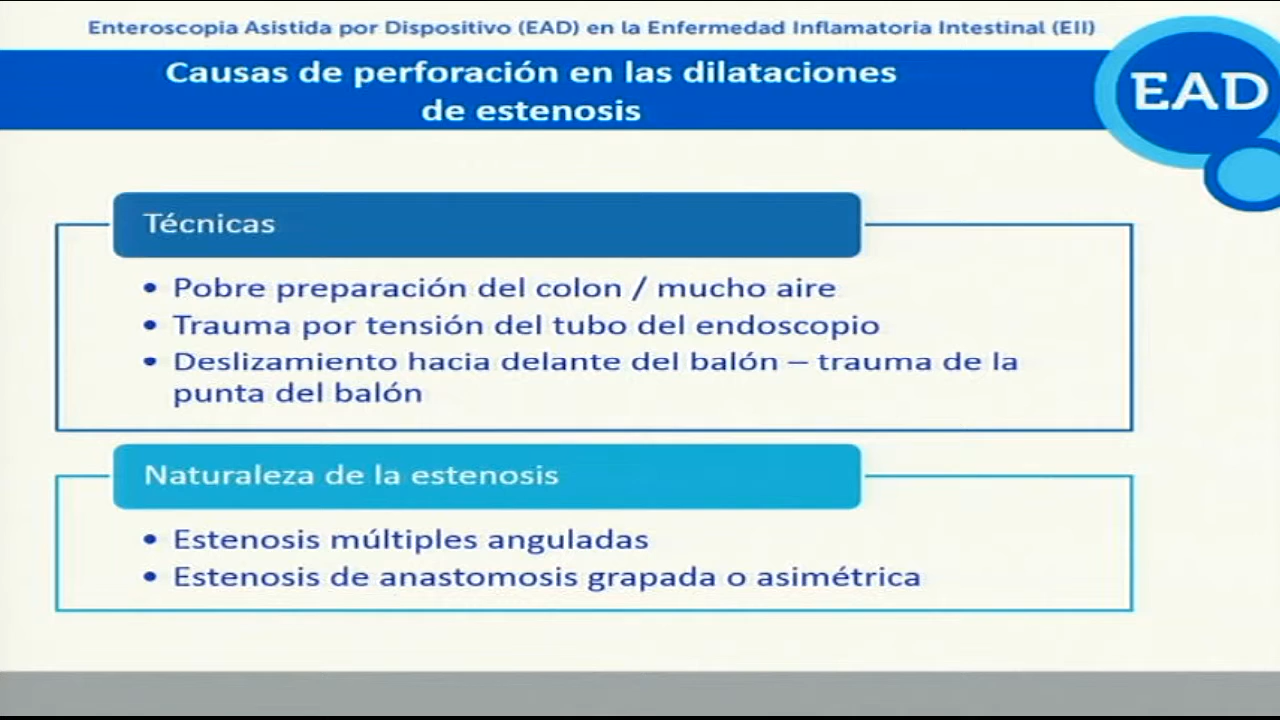 Enteroscopia Asistida por Dispositivo (EAD) en la Enfermedad Inflamatoria Intestinal (EII)
Causas de perforación en las dilataciones
de estenosis
EAD
Técnicas
• Pobre preparación del colon / mucho aire
• Trauma por tensión del tubo del endoscopio
• Deslizamiento hacia delante del balón – trauma de la
punta del balón
Naturaleza de la estenosis
• Estenosis múltiples anguladas
• Estenosis de anastomosis grapada o asimétrica